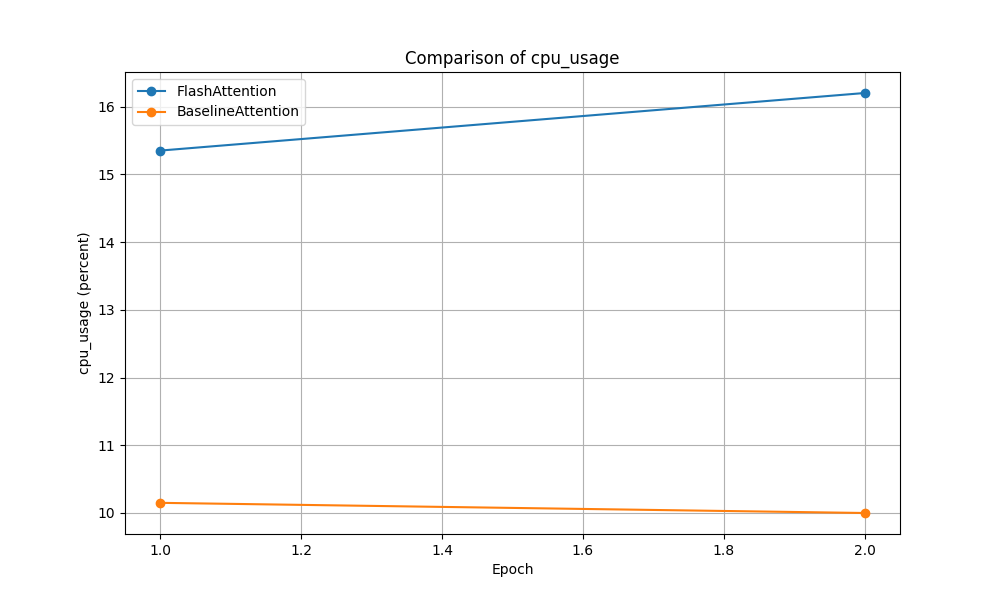 Comparison of cpu_usage
FlashAttention
BaselineAttention
cpu_usage (percent)
16
15
14
13
12
11
10
1.0 1.2 1.4 1.6 1.8 2.0
Epoch